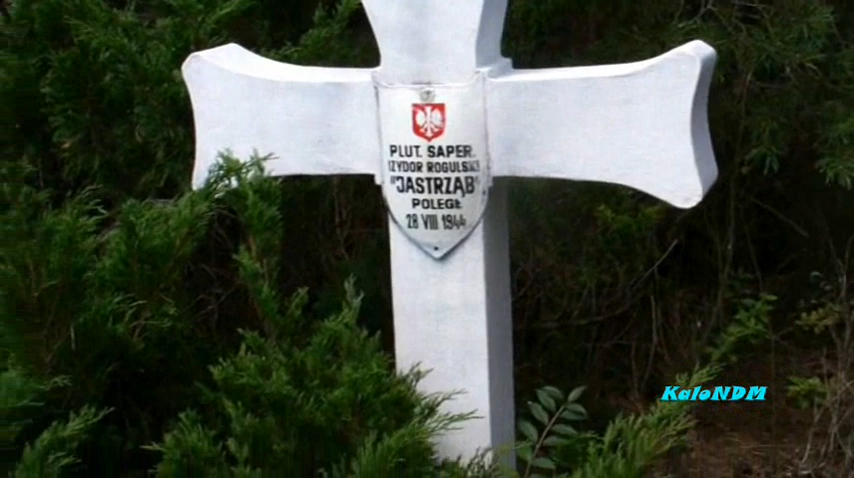 PLUT. SAPER.
IZYDOR ROGULSKI
"JASTRZĄB"
POLEGŁ
28 VIII 1944
KaloNDM